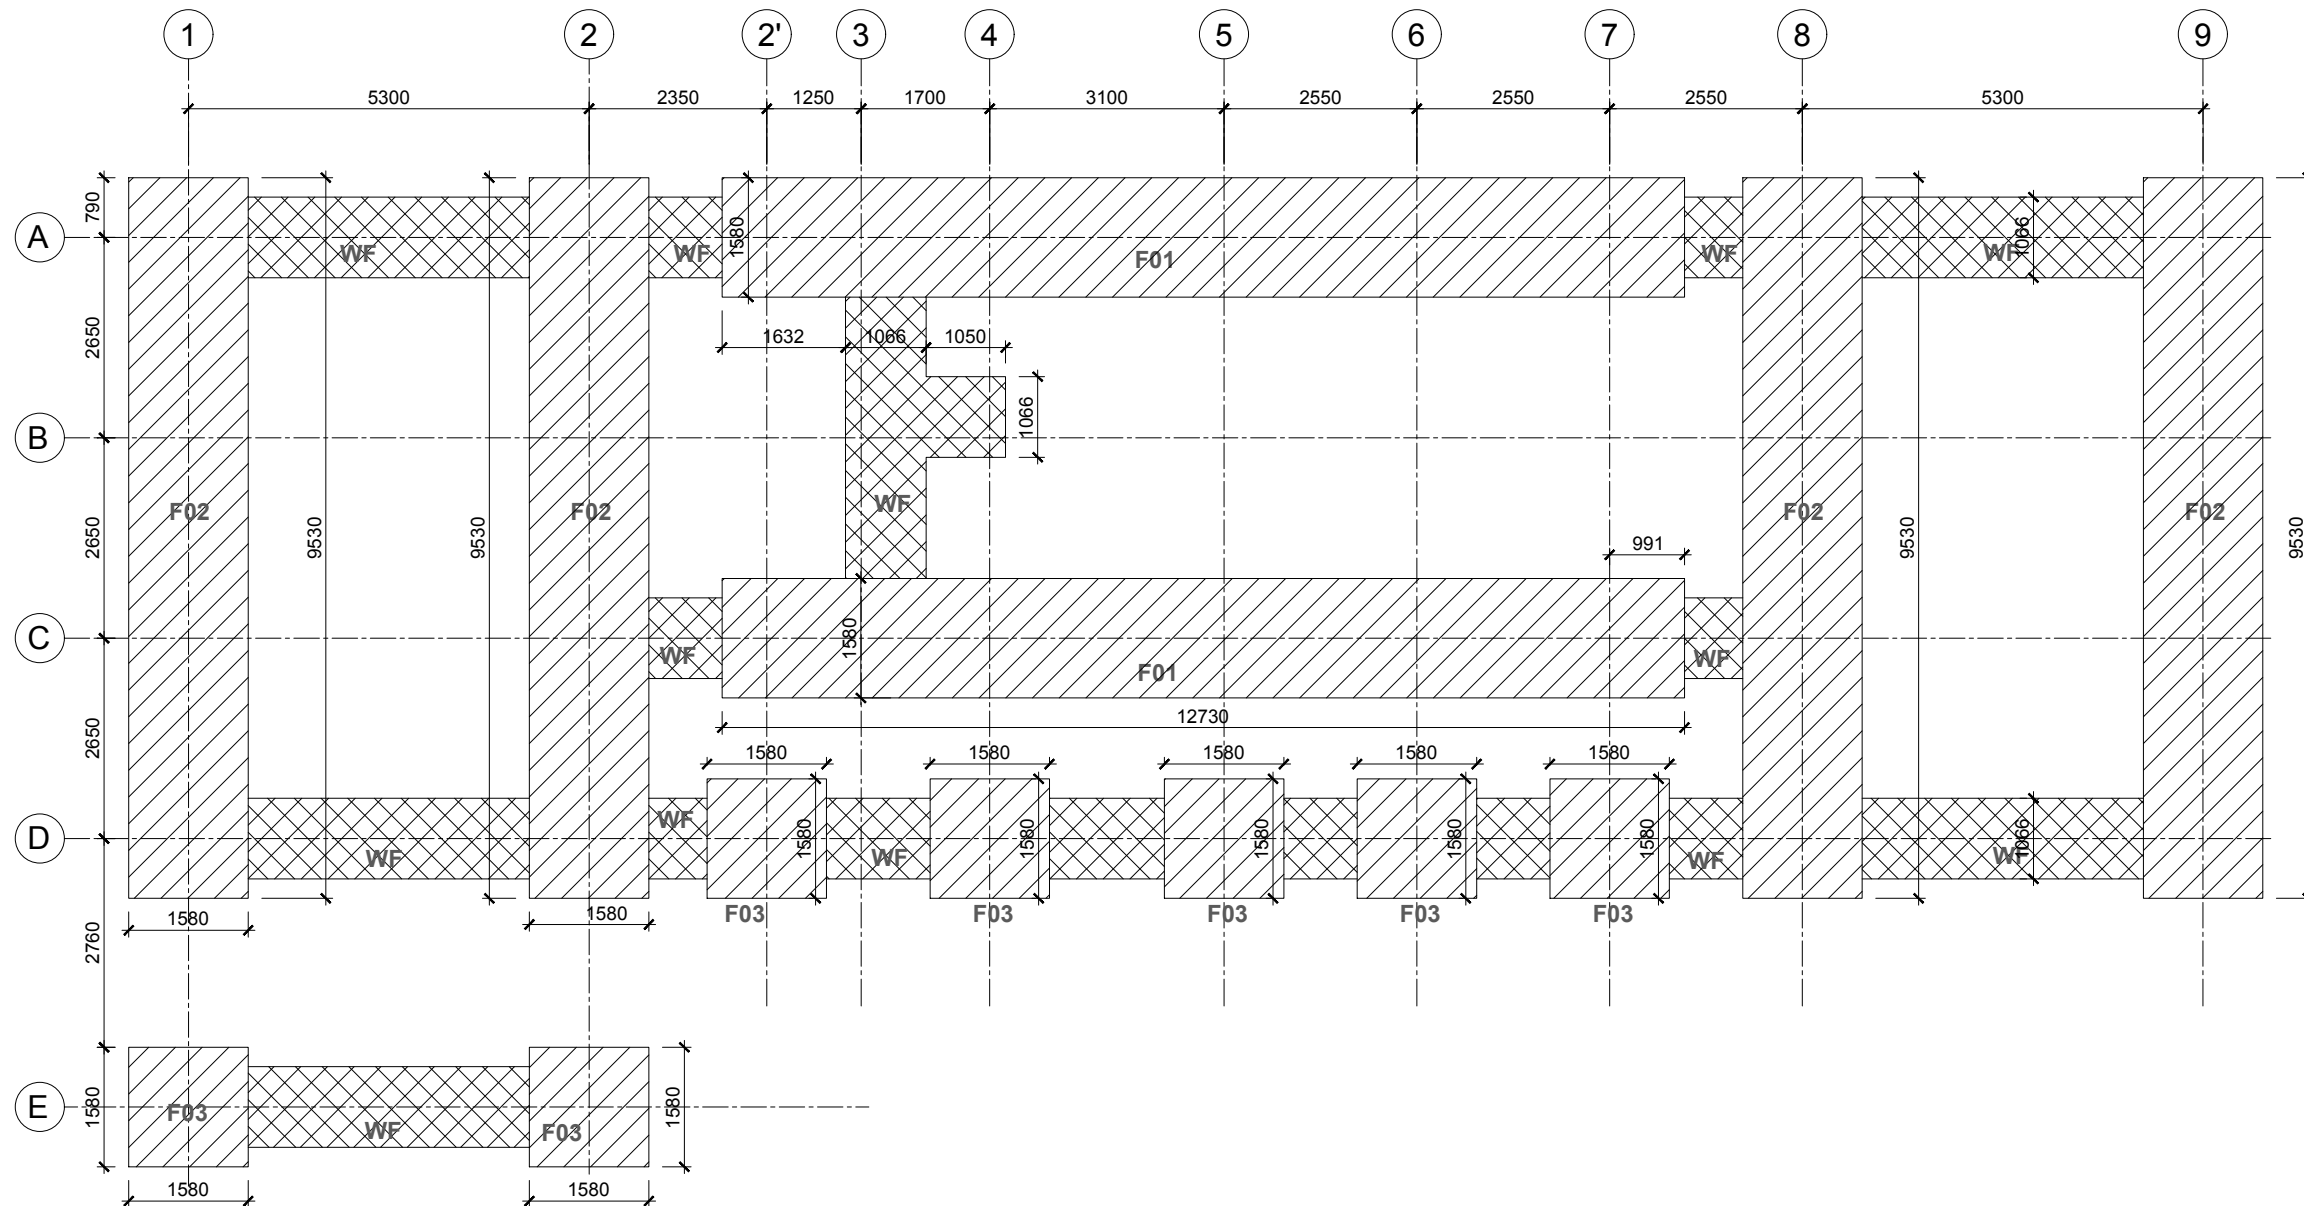 1 2 2' 3 4 5 6 7 8 9
5300 2350 1250 1700 3100 2550 2550 2550 5300
790
A
WF WF 1580 F01 WF WF 1066
2650
1632 1066 1050
1066
B
WF
F02 F02 F02 F02
2650
9530 9530 991 9530 9530
C
1580
WF F01 WF
12730
2650
1580 1580 1580 1580 1580
WF
D
1580 1580 1580 1580 1580 1066
WF WF WF WF
F03 F03 F03 F03 F03
1580 1580
2760
E
1580 F03 WF F03 1580
1580 1580